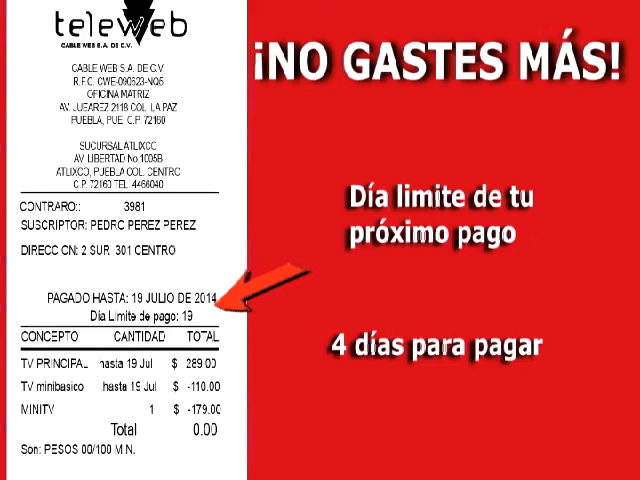 teleweb
CABLE WEB S.A. DE C.V.
CABLE WEB S.A. DE C.V
R.F.C. CWE-090623-NQ5
OFICINA MATRIZ
AV. JUEAREZ 2118 COL. LA PAZ
PUEBLA, PUE. C.P. 72160
SUCURSAL ATLIXCO
AV. LIBERTAD No.1005B
ATLIXCO, PUEBLA COL. CENTRO
C.P. 72160 TEL. 4466040
CONTRARO:: 3981
SUSCRIPTOR: PEDRO PEREZ PEREZ
DIRECCION: 2 SUR 301 CENTRO
PAGADO HASTA: 19 JULIO DE 2014
Día Limite de pago: 19
CONCEPTO CANTIDAD TOTAL
TV PRINCIPAL hasta 19 Jul $ 289.00
TV minibasico hasta 19 Jul $ -110.00
MINITV 1 $ -179.00
Total 0.00
Son: PESOS 00/100 M.N.
¡NO GASTES MÁS!
Día limite de tu
próximo pago
4 días para pagar